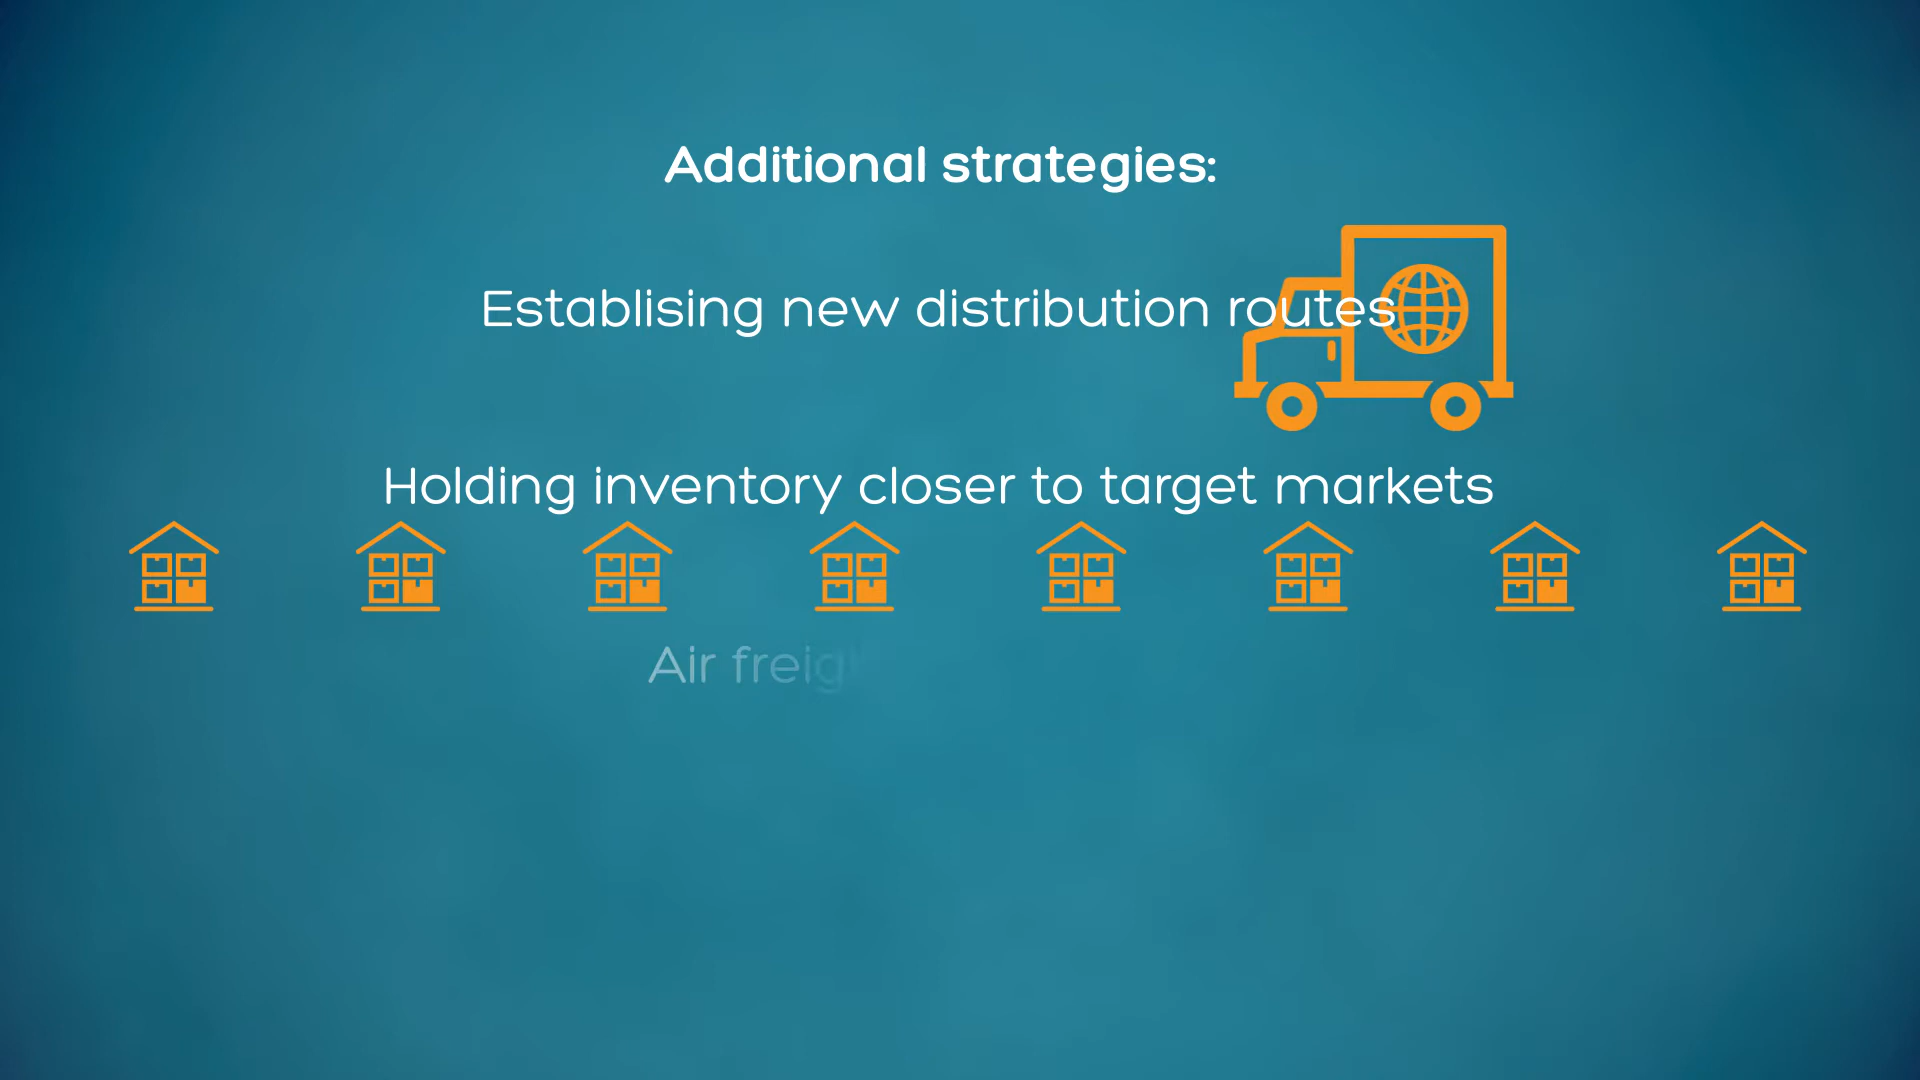 Additional strategies:
Establising new distribution routes
Holding inventory closer to target markets
Air